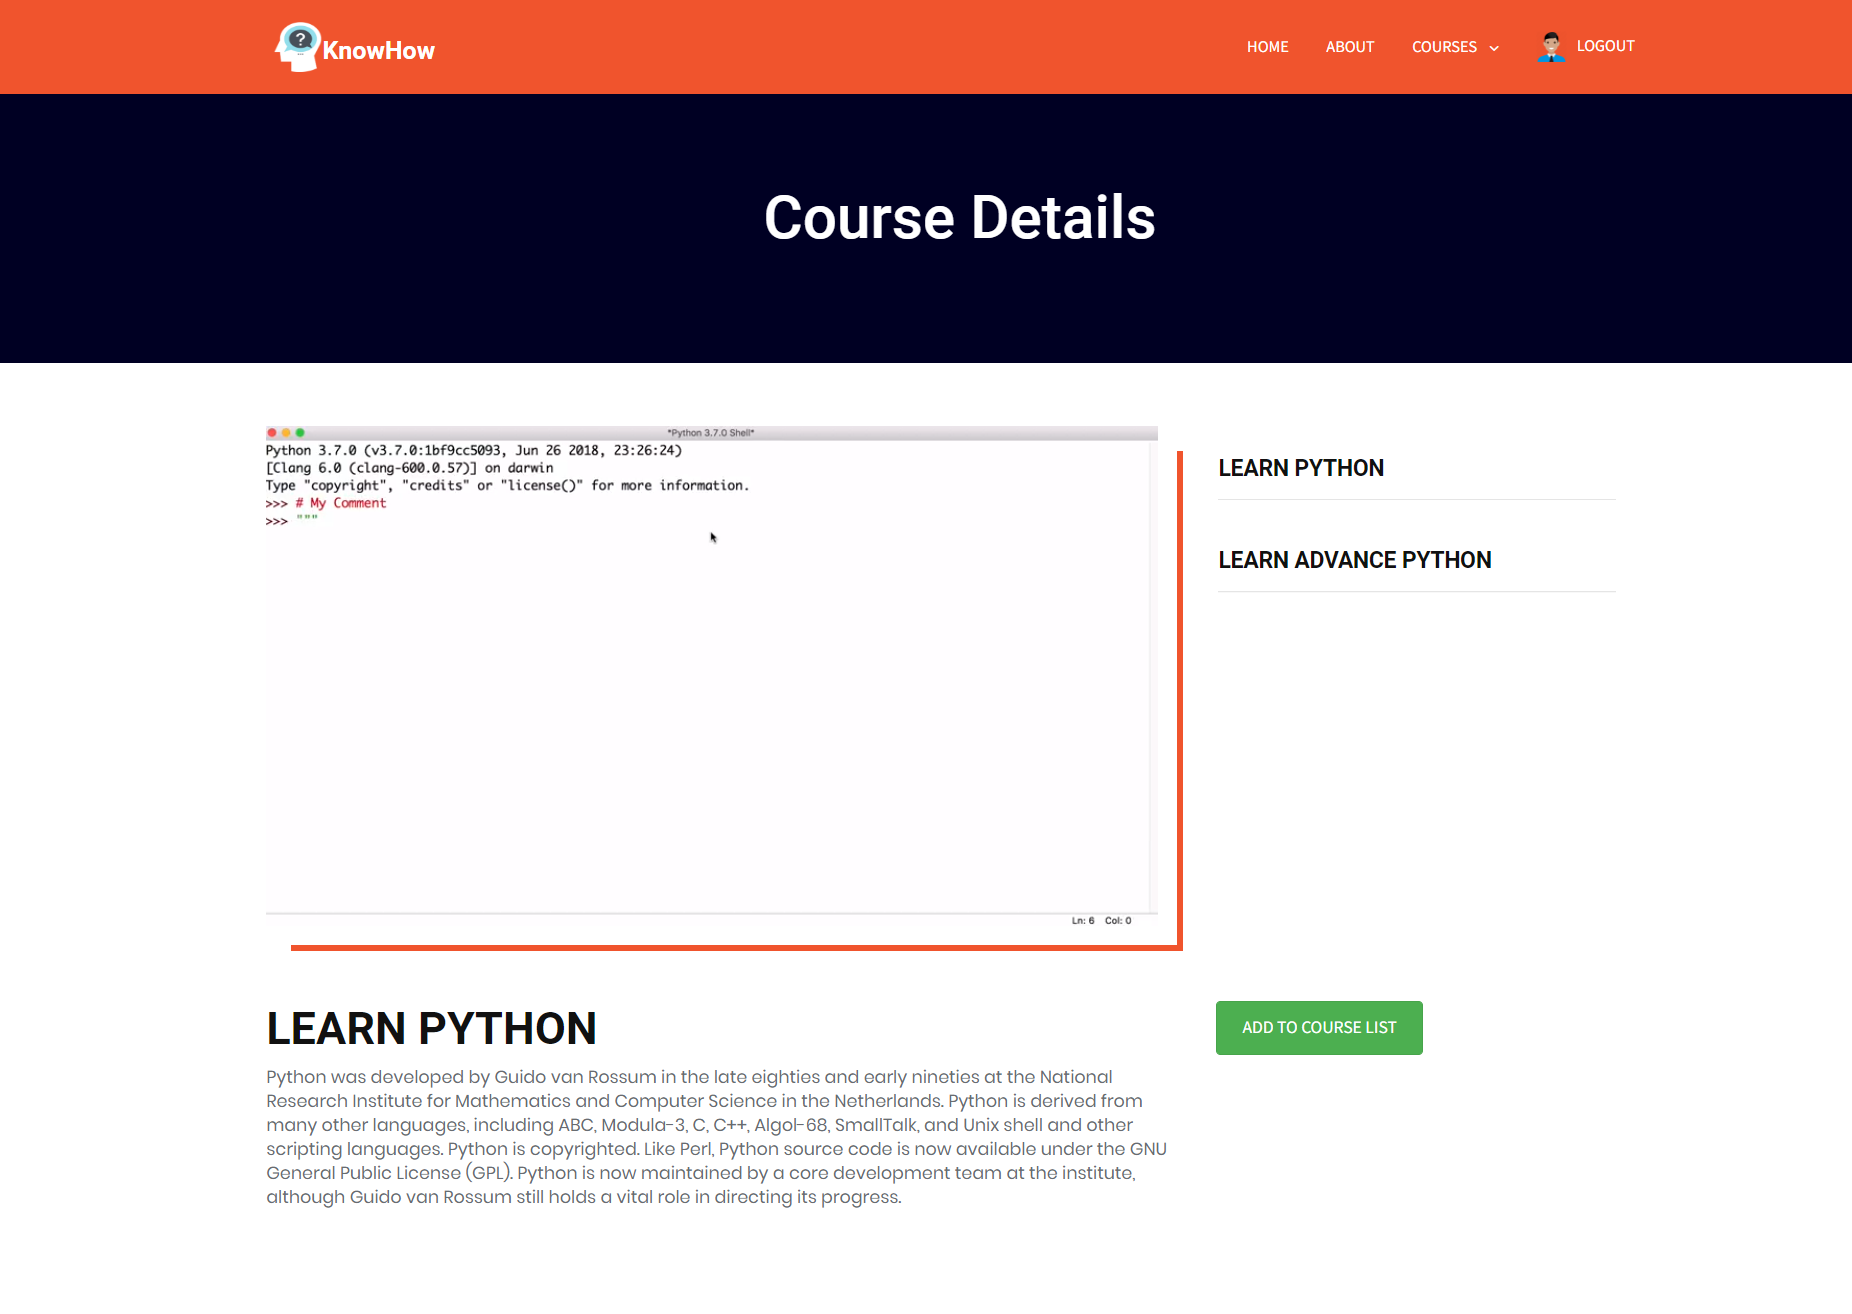 ?
KnowHow
HOME ABOUT COURSES LOGOUT
Course Details
*Python 3.7.0 Shell*
Python 3.7.0 (v3.7.0:1bf9cc5093, Jun 26 2018, 23:26:24)
[Clang 6.0 (clang-600.0.57)] on darwin
Type "copyright", "credits" or "license()" for more information.
>>> # My Comment
>>> """
Ln: 6 Col: 0
LEARN PYTHON
LEARN ADVANCE PYTHON
LEARN PYTHON
Python was developed by Guido van Rossum in the late eighties and early nineties at the National
Research Institute for Mathematics and Computer Science in the Netherlands. Python is derived from
many other languages, including ABC, Modula-3, C, C++, Algol-68, SmallTalk, and Unix shell and other
scripting languages. Python is copyrighted. Like Perl, Python source code is now available under the GNU
General Public License (GPL). Python is now maintained by a core development team at the institute,
although Guido van Rossum still holds a vital role in directing its progress.
ADD TO COURSE LIST